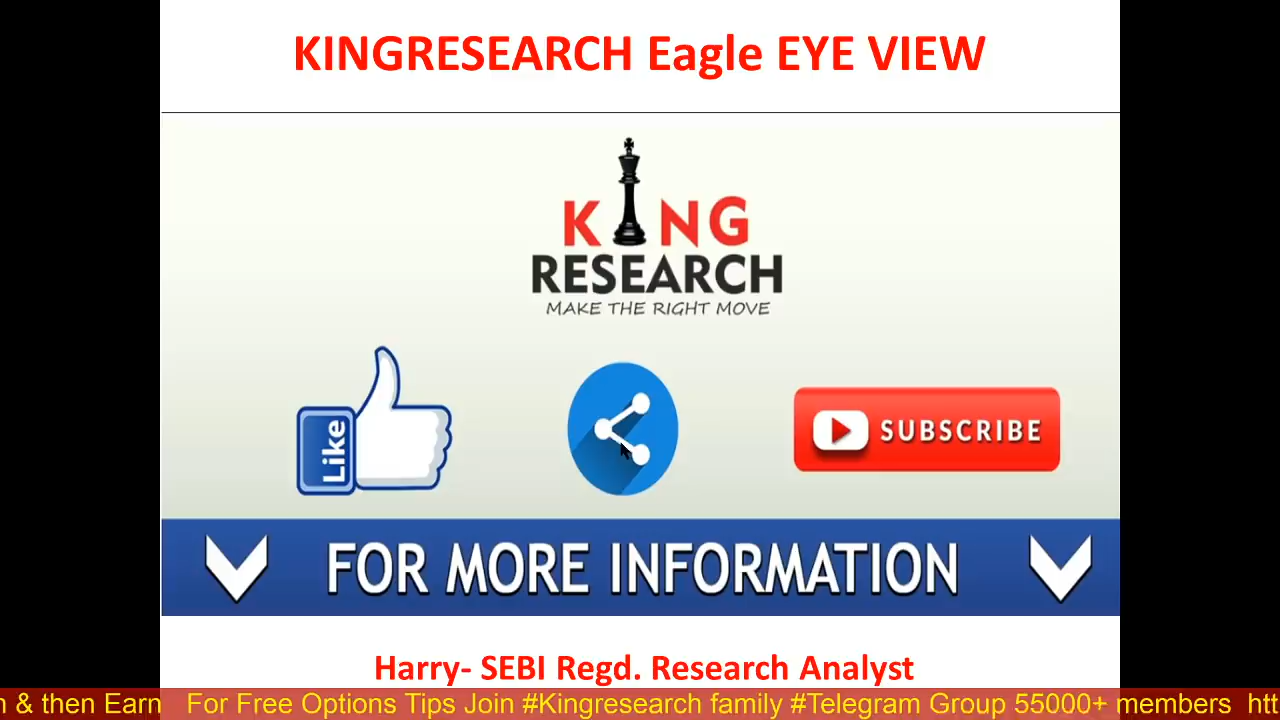 KINGRESEARCH Eagle EYE VIEW
KING
RESEARCH
MAKE THE RIGHT MOVE
Like
SUBSCRIBE
FOR MORE INFORMATION
Harry- SEBI Regd. Research Analyst
& then Earn For Free Options Tips Join #Kingresearch family #Telegram Group 55000+ members